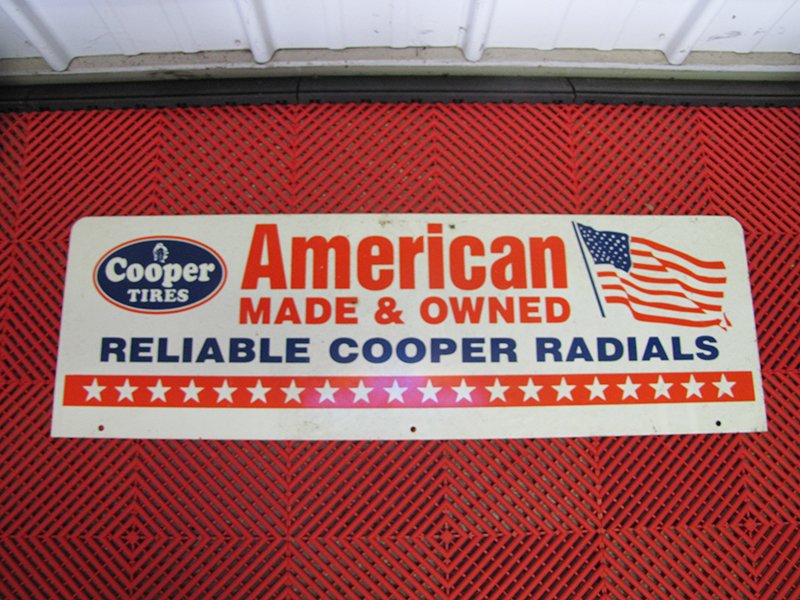 Cooper
TIRES
American
MADE & OWNED
RELIABLE COOPER RADIALS